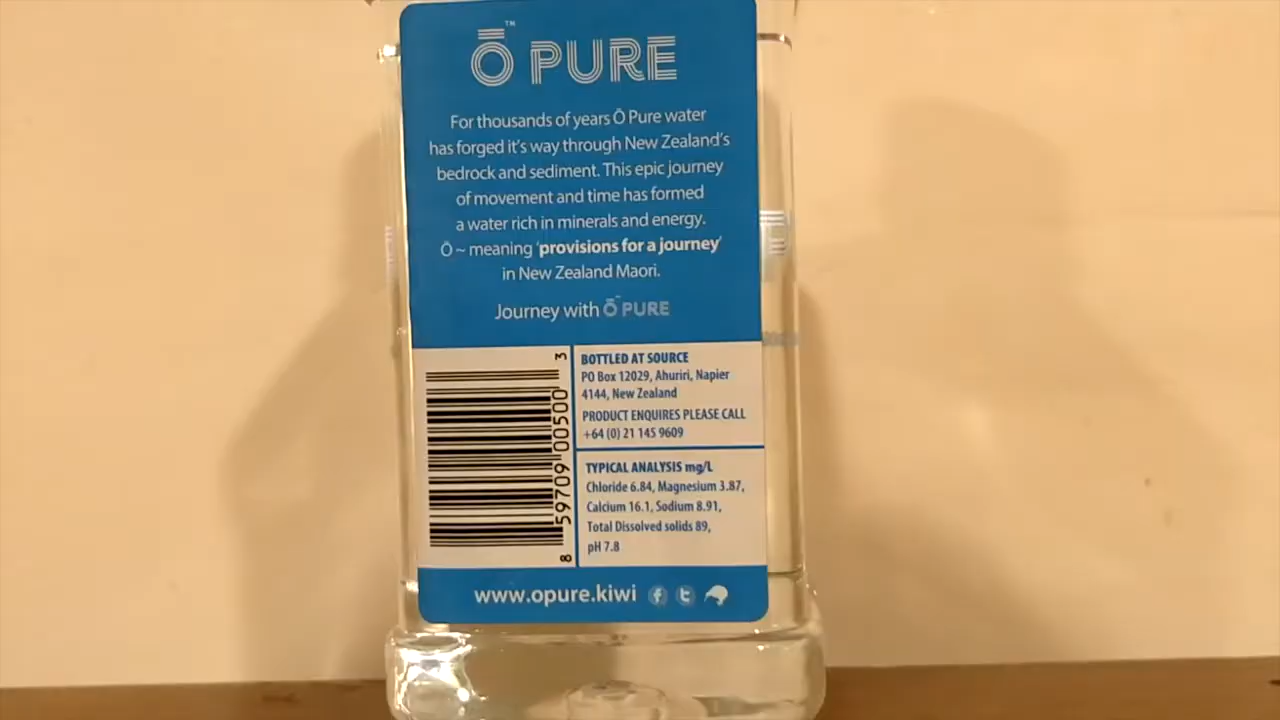 Ō PURE™
For thousands of years Ō Pure water
has forged it's way through New Zealand's
bedrock and sediment. This epic journey
of movement and time has formed
a water rich in minerals and energy.
Ō ~ meaning 'provisions for a journey'
in New Zealand Maori.
Journey with Ō PURE
8 59709 00500 3
BOTTLED AT SOURCE
PO Box 12029, Ahuriri, Napier
4144, New Zealand
PRODUCT ENQUIRES PLEASE CALL
+64 (0) 21 145 9609
TYPICAL ANALYSIS mg/L
Chloride 6.84, Magnesium 3.87,
Calcium 16.1, Sodium 8.91,
Total Dissolved solids 89,
pH 7.8
www.opure.kiwi